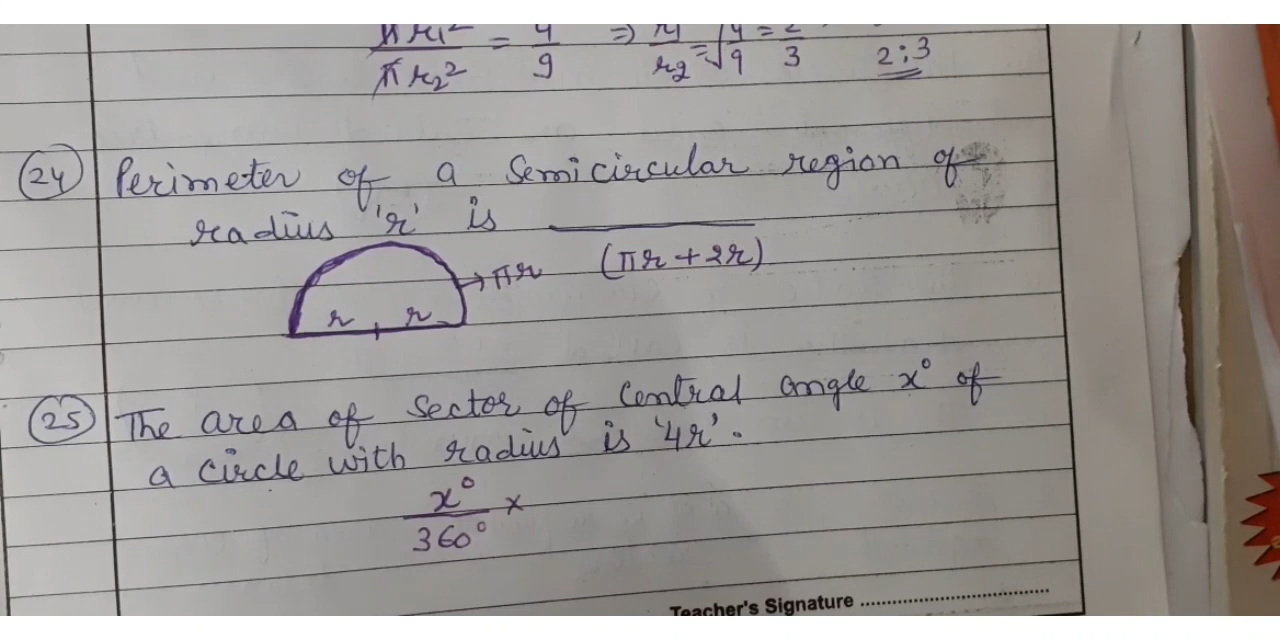 πr₁²/πr₂² = 4/9 ⇒ r₁/r₂ = √4/9 = 2/3 2:3
24 Perimeter of a Semicircular region of
radius 'r' is ________
(πr + 2r)
πr
r r
25 The area of Sector of Central angle x° of
a circle with radius is '4r'.
x°/360° ×
Teacher's Signature ........................